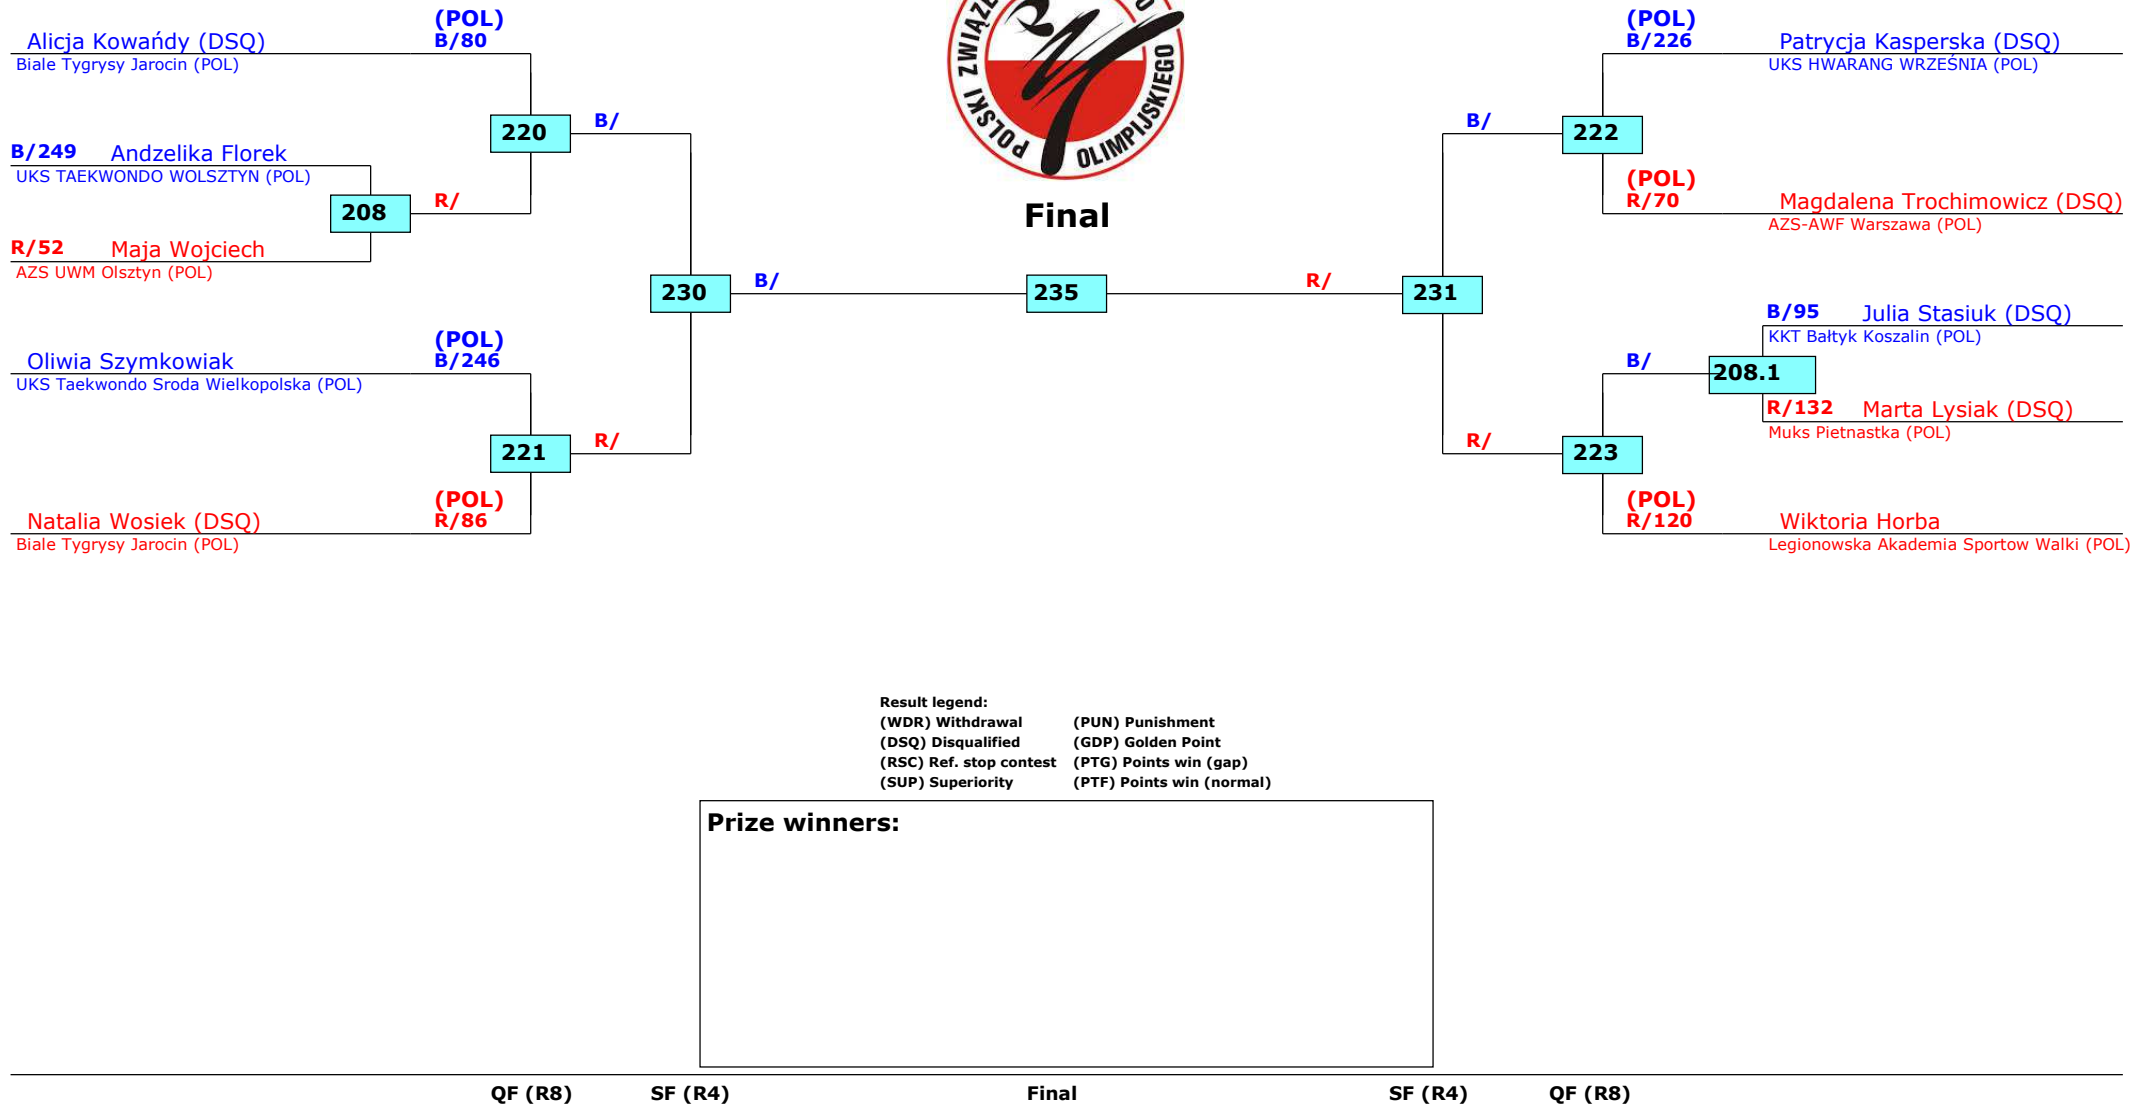 (POL)
Alicja Kowańdy (DSQ) B/80
Biale Tygrysy Jarocin (POL)
220
B/
B/249 Andzelika Florek
UKS TAEKWONDO WOLSZTYN (POL)
208
R/
R/52 Maja Wojciech
AZS UWM Olsztyn (POL)
230
B/
(POL)
Oliwia Szymkowiak B/246
UKS Taekwondo Sroda Wielkopolska (POL)
221
R/
(POL)
Natalia Wosiek (DSQ) R/86
Biale Tygrysy Jarocin (POL)
POLSKI
OLIMPIJSKIEGO
Final
235
R/
231
(POL)
B/226 Patrycja Kasperska (DSQ)
UKS HWARANG WRZEŚNIA (POL)
B/
222
(POL)
R/70 Magdalena Trochimowicz (DSQ)
AZS-AWF Warszawa (POL)
B/95 Julia Stasiuk (DSQ)
KKT Bałtyk Koszalin (POL)
B/
208.1
R/132 Marta Lysiak (DSQ)
Muks Pietnastka (POL)
R/
223
(POL)
R/120 Wiktoria Horba
Legionowska Akademia Sportow Walki (POL)
Result legend:
(WDR) Withdrawal (PUN) Punishment
(DSQ) Disqualified (GDP) Golden Point
(RSC) Ref. stop contest (PTG) Points win (gap)
(SUP) Superiority (PTF) Points win (normal)
Prize winners:
QF (R8) SF (R4) Final SF (R4) QF (R8)